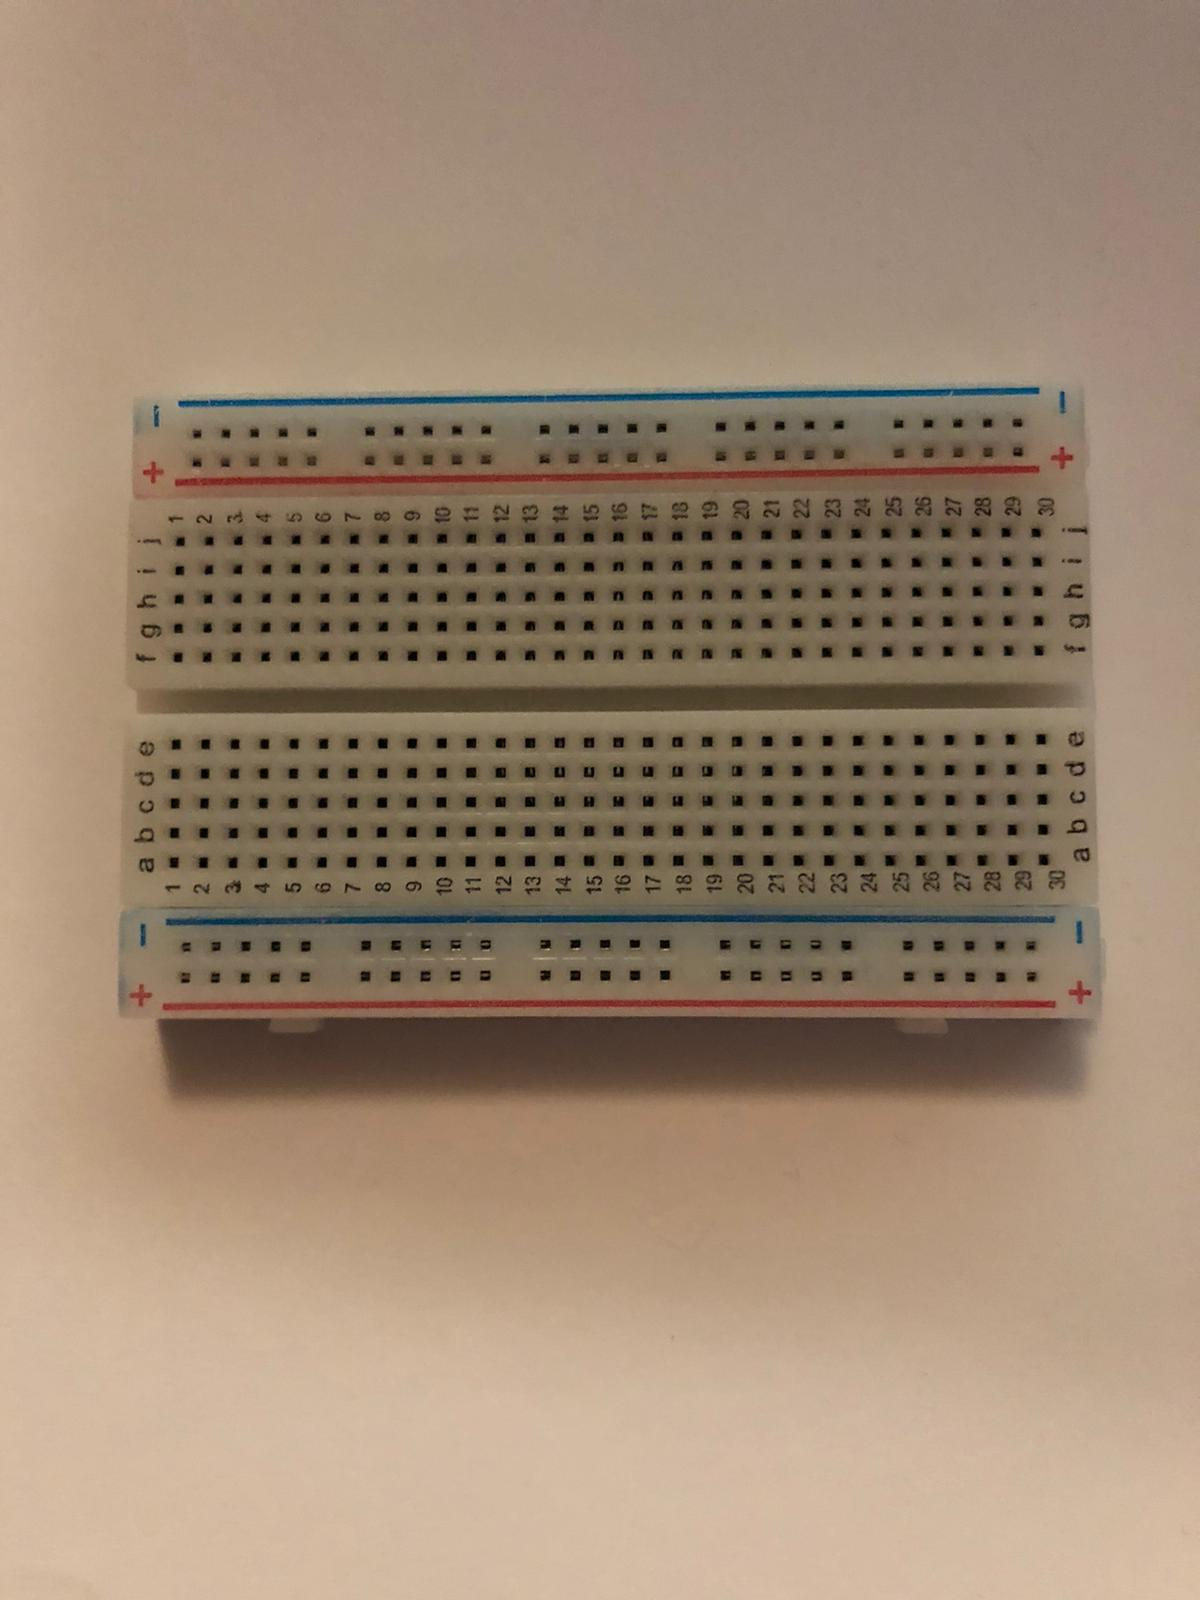 - -
+ +
1 2 3 4 5 6 7 8 9 10 11 12 13 14 15 16 17 18 19 20 21 22 23 24 25 26 27 28 29 30
j j
i i
h h
g g
f f
e e
d d
c c
b b
a a
1 2 3 4 5 6 7 8 9 10 11 12 13 14 15 16 17 18 19 20 21 22 23 24 25 26 27 28 29 30
- -
+ +